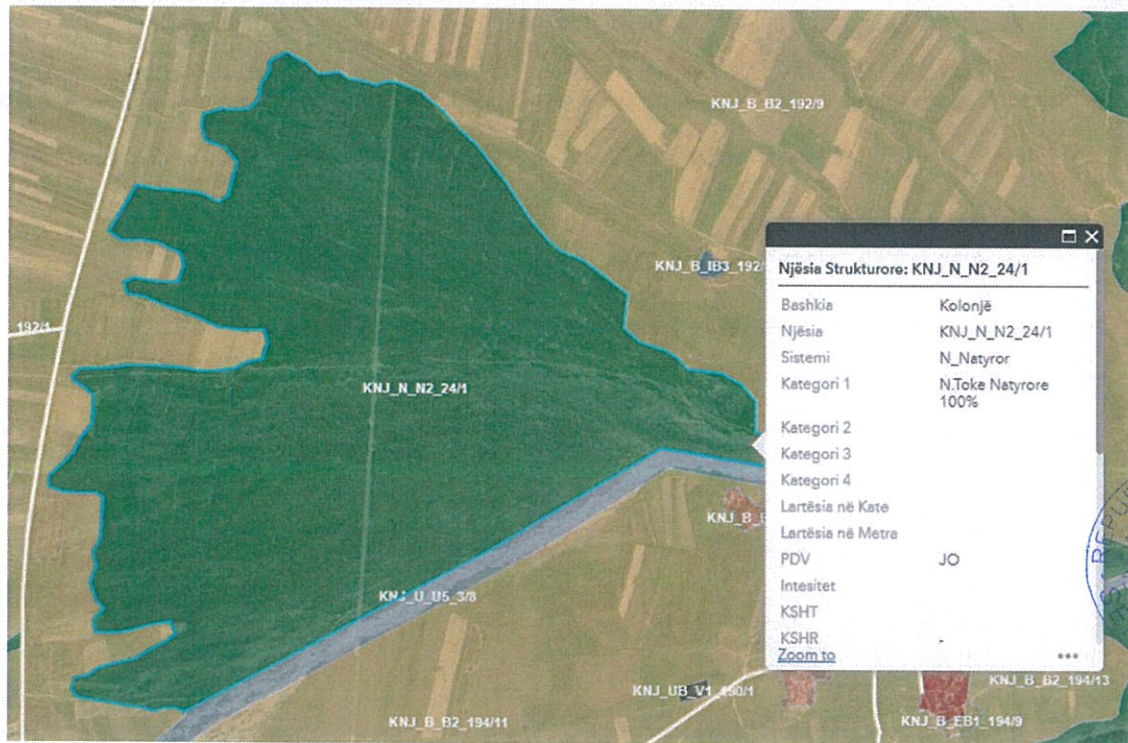 KNJ_B_B2_192/9
KNJ_B_IB3_192/
192/1
KNJ_N_N2_24/1
KNJ_U_U5_3/8
KNJ_UB_V1_190/1
KNJ_B_B2_194/11
KNJ_B_B2_194/13
KNJ_B_EB1_194/9
Njësia Strukturore: KNJ_N_N2_24/1
Bashkia Kolonjë
Njësia KNJ_N_N2_24/1
Sistemi N_Natyror
Kategori 1 N.Toke Natyrore
100%
Kategori 2
Kategori 3
Kategori 4
Lartësia në Kate
Lartësia në Metra
PDV JO
Intesitet
KSHT
KSHR -
Zoom to